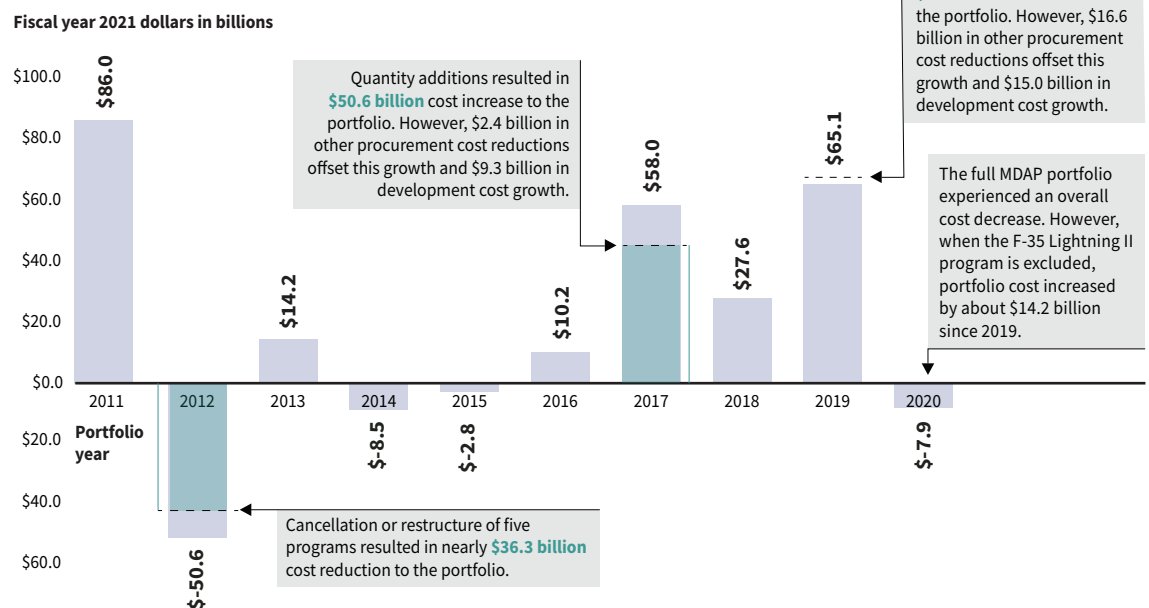 Fiscal year 2021 dollars in billions
the portfolio. However, $16.6
billion in other procurement
cost reductions offset this
growth and $15.0 billion in
development cost growth.
Quantity additions resulted in
$50.6 billion cost increase to the
portfolio. However, $2.4 billion in
other procurement cost reductions
offset this growth and $9.3 billion in
development cost growth.
The full MDAP portfolio
experienced an overall
cost decrease. However,
when the F-35 Lightning II
program is excluded,
portfolio cost increased
by about $14.2 billion
since 2019.
$100.0
$80.0
$60.0
$40.0
$20.0
$0.0
$20.0
$40.0
$60.0
$86.0
$-50.6
$14.2
$-8.5
$-2.8
$10.2
$58.0
$27.6
$65.1
$-7.9
2011
2012
2013
2014
2015
2016
2017
2018
2019
2020
Portfolio
year
Cancellation or restructure of five
programs resulted in nearly $36.3 billion
cost reduction to the portfolio.